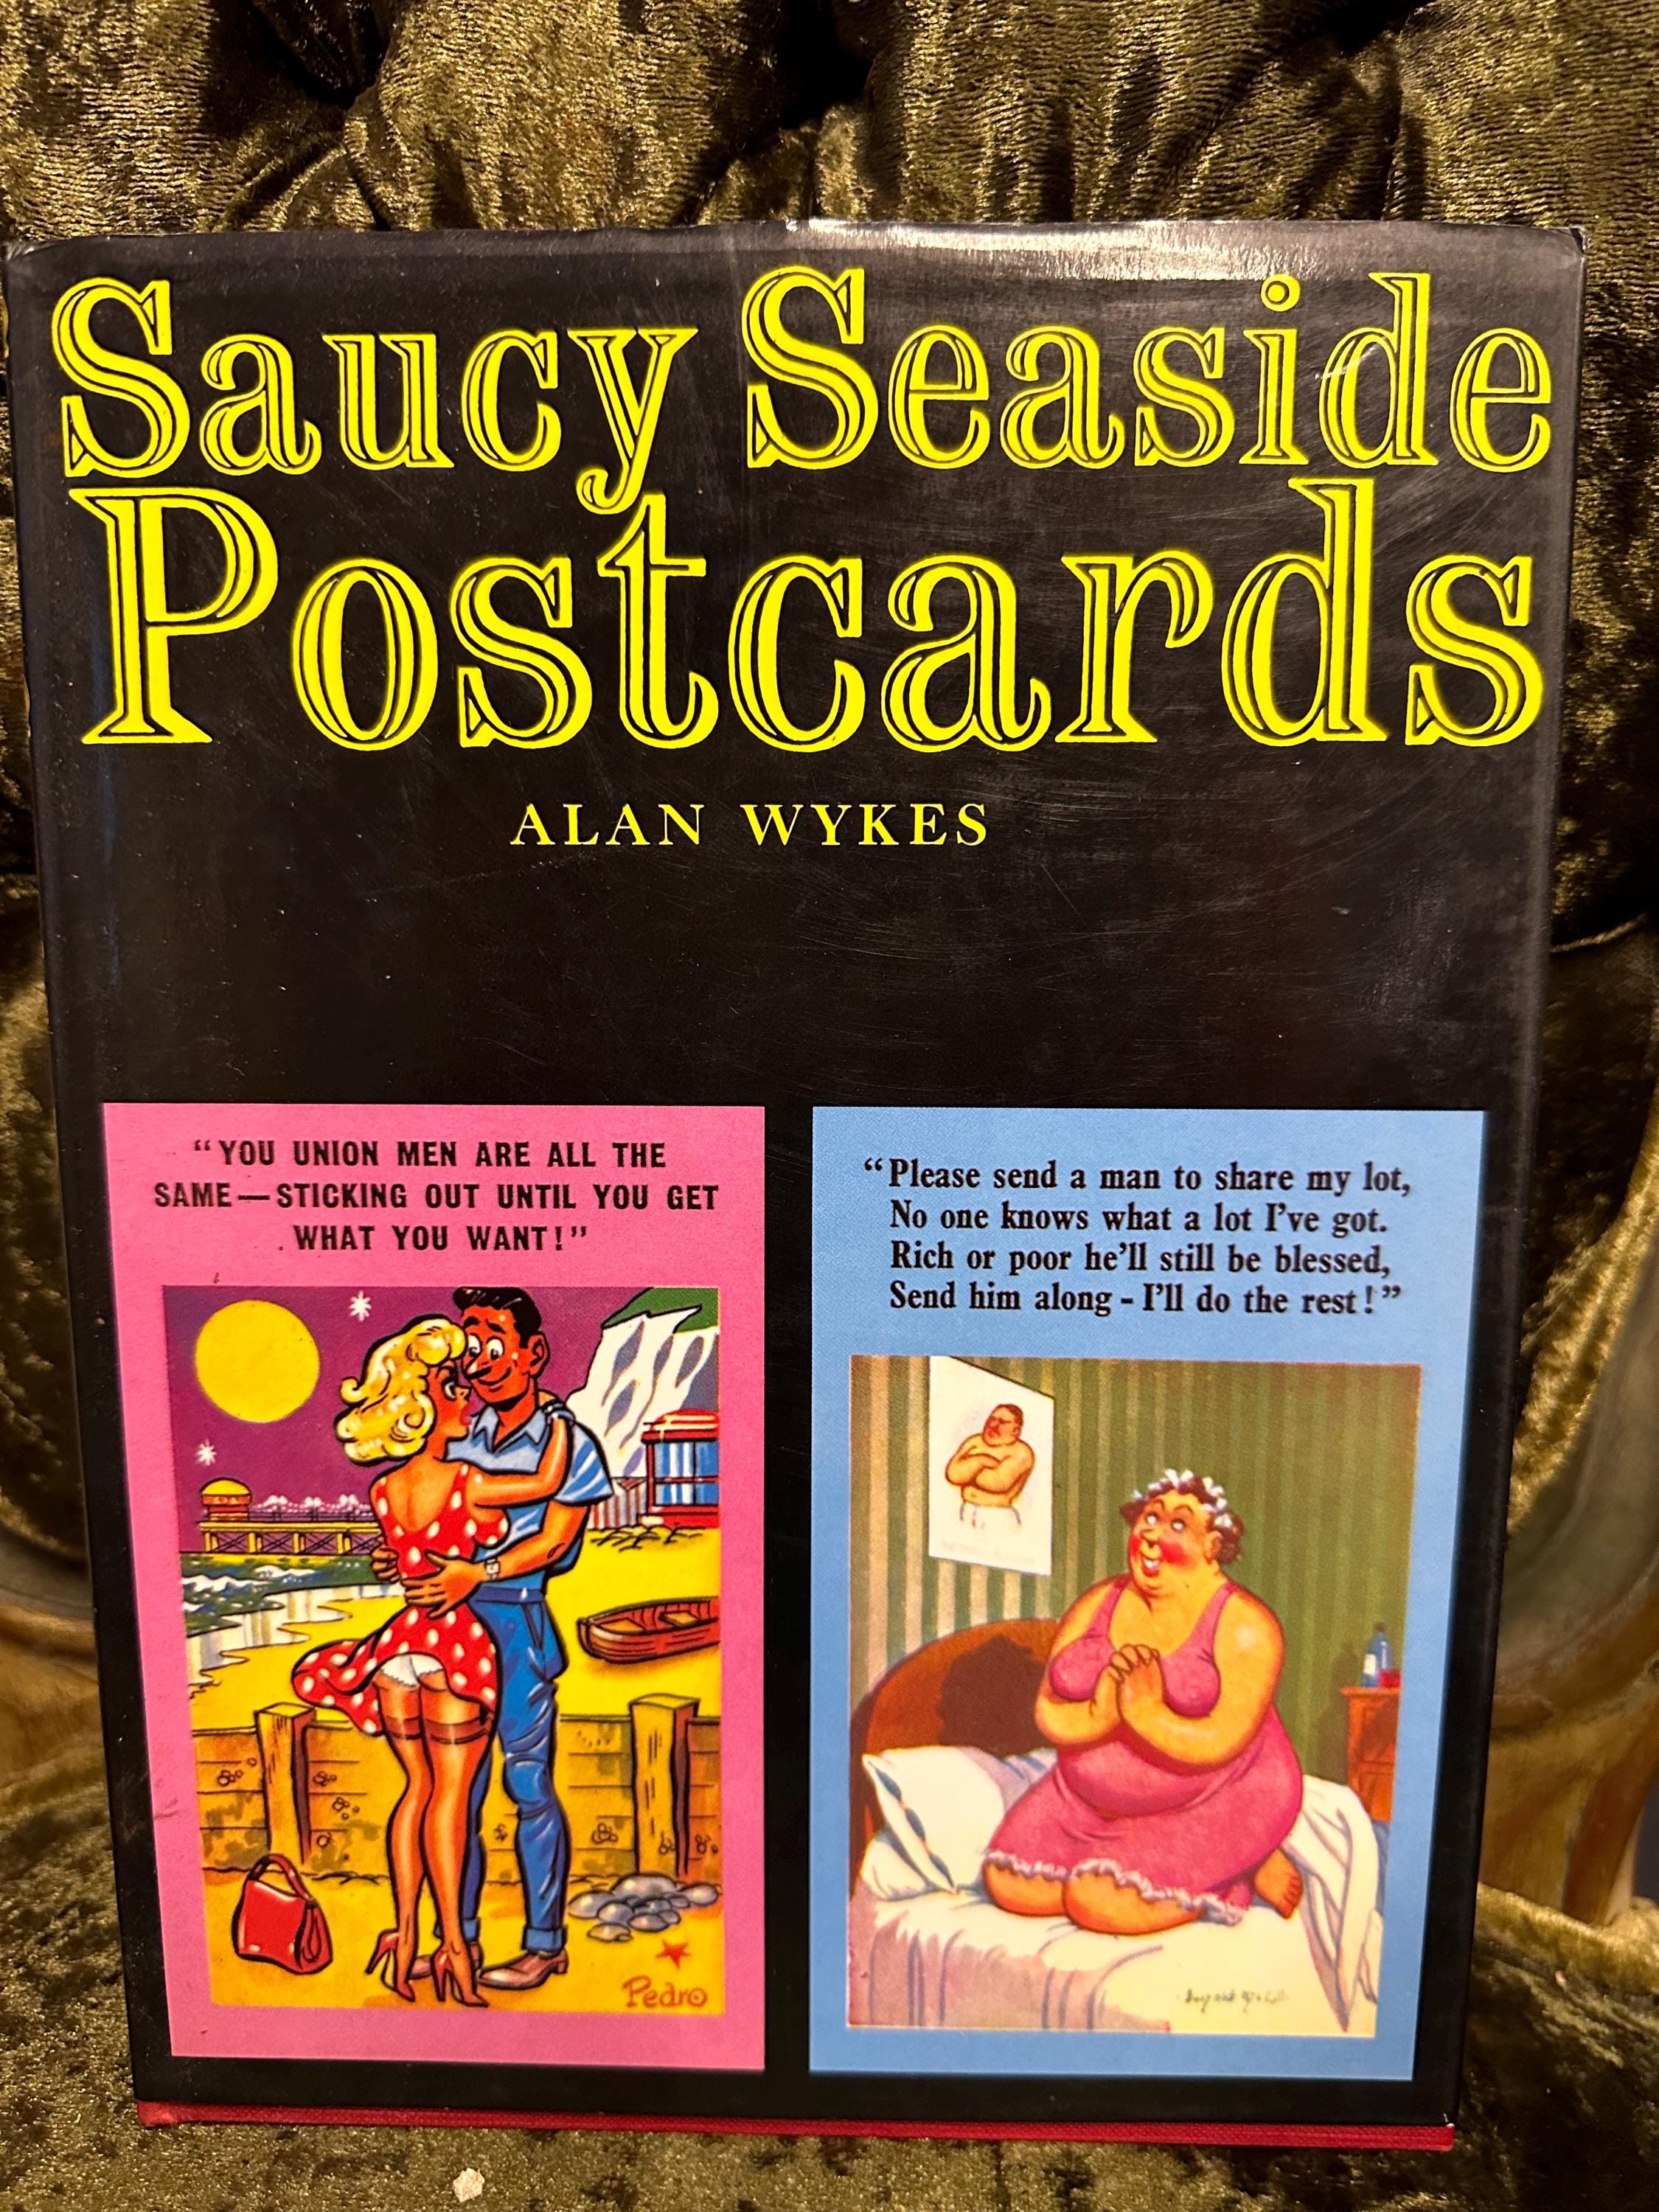 Saucy Seaside
Postcards
ALAN WYKES
“YOU UNION MEN ARE ALL THE
SAME—STICKING OUT UNTIL YOU GET
WHAT YOU WANT!”
Pedro
“Please send a man to share my lot,
No one knows what a lot I've got.
Rich or poor he'll still be blessed,
Send him along - I'll do the rest!”